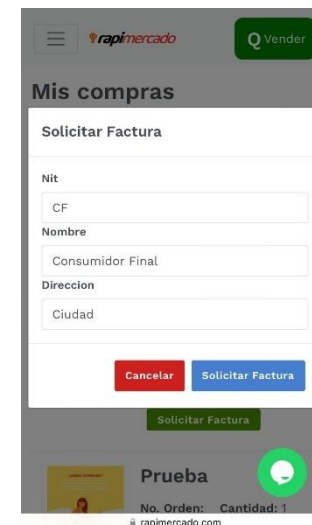 rapimercado
Q Vender
Mis compras
Solicitar Factura
Nit
CF
Nombre
Consumidor Final
Direccion
Ciudad
Cancelar Solicitar Factura
Solicitar Factura
Prueba
No. Orden: Cantidad: 1
rapimercado.com